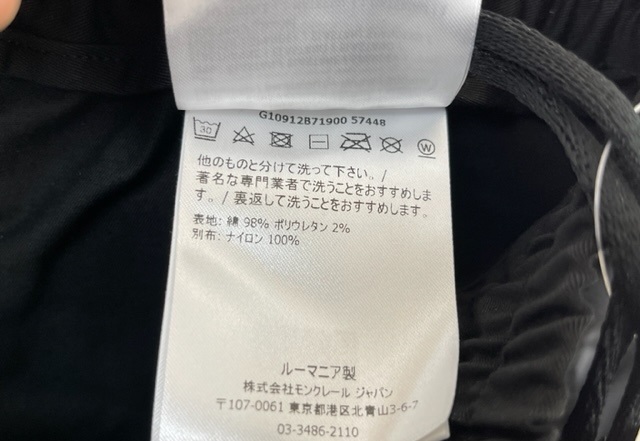 G10912B71900 57448
30 W
他のものと分けて洗って下さい。/
著名な専門業者で洗うことをおすすめしま
す。/ 裏返して洗うことをおすすめします。
表地: 綿 98% ポリウレタン 2%
別布: ナイロン 100%
ルーマニア製
株式会社モンクレール ジャパン
〒107-0061 東京都港区北青山3-6-7
03-3486-2110